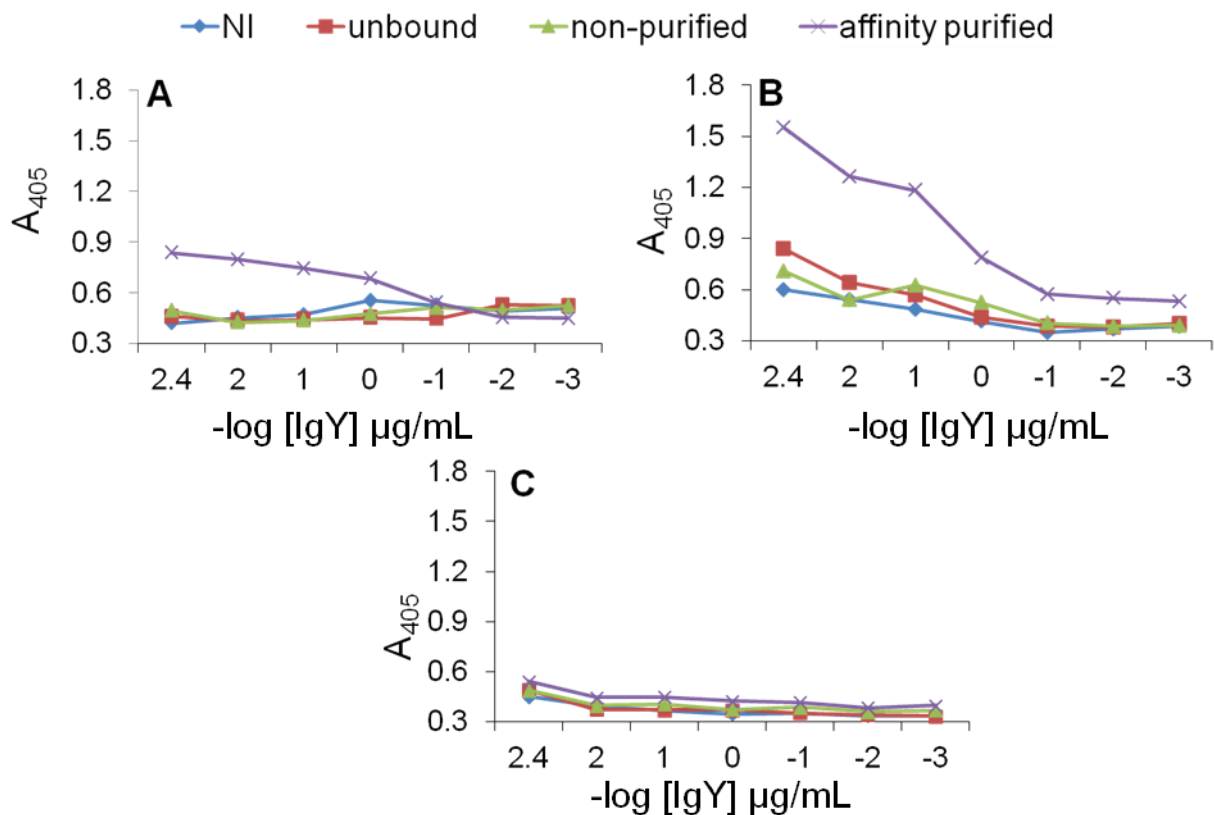 NI unbound non-purified affinity purified
A
1.8
1.5
1.2
0.9
0.6
0.3
A405
2.4 2 1 0 -1 -2 -3
-log [IgY] µg/mL
B
1.8
1.5
1.2
0.9
0.6
0.3
A405
2.4 2 1 0 -1 -2 -3
-log [IgY] µg/mL
C
1.8
1.5
1.2
0.9
0.6
0.3
A405
2.4 2 1 0 -1 -2 -3
-log [IgY] µg/mL